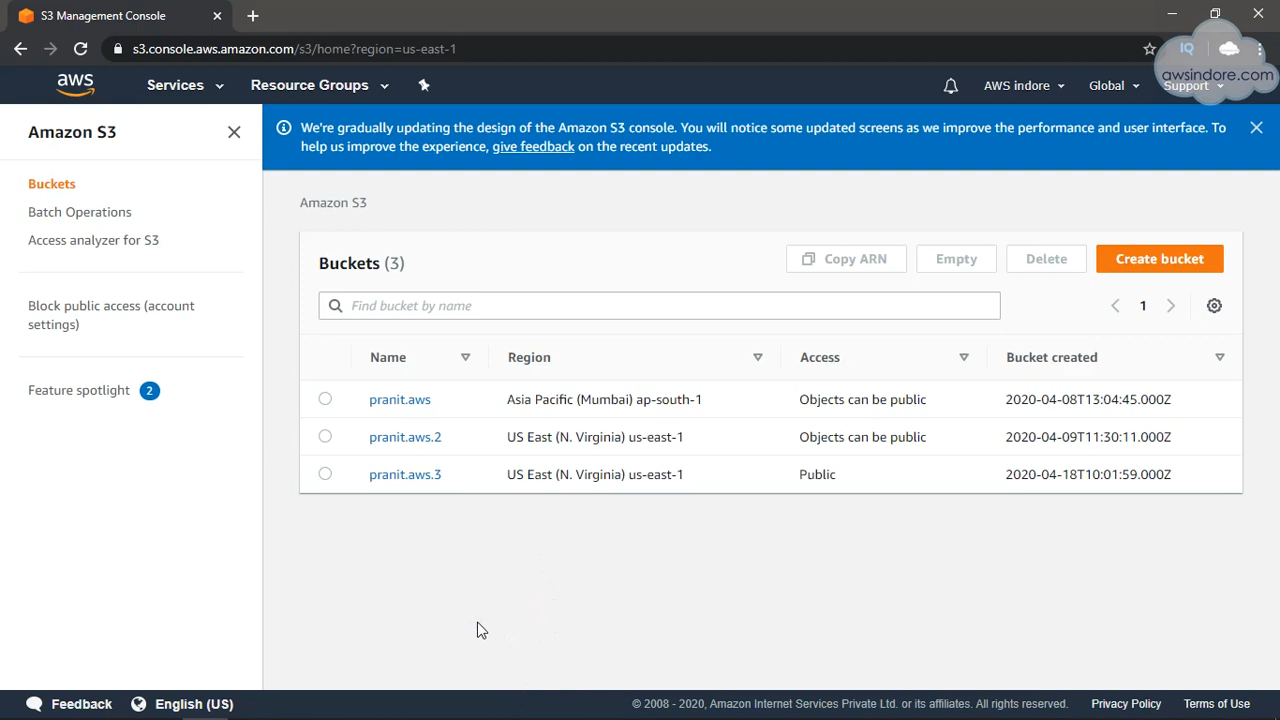 S3 Management Console
s3.console.aws.amazon.com/s3/home?region=us-east-1
IQ
awsindore.com
aws
Services
Resource Groups
AWS indore
Global
Support
Amazon S3
We're gradually updating the design of the Amazon S3 console. You will notice some updated screens as we improve the performance and user interface. To
help us improve the experience, give feedback on the recent updates.
Buckets
Batch Operations
Access analyzer for S3
Block public access (account
settings)
Feature spotlight 2
Amazon S3
Buckets (3)
Copy ARN
Empty
Delete
Create bucket
Find bucket by name
1
Name Region Access Bucket created
pranit.aws Asia Pacific (Mumbai) ap-south-1 Objects can be public 2020-04-08T13:04:45.000Z
pranit.aws.2 US East (N. Virginia) us-east-1 Objects can be public 2020-04-09T11:30:11.000Z
pranit.aws.3 US East (N. Virginia) us-east-1 Public 2020-04-18T10:01:59.000Z
Feedback English (US) © 2008 - 2020, Amazon Internet Services Private Ltd. or its affiliates. All rights reserved. Privacy Policy Terms of Use